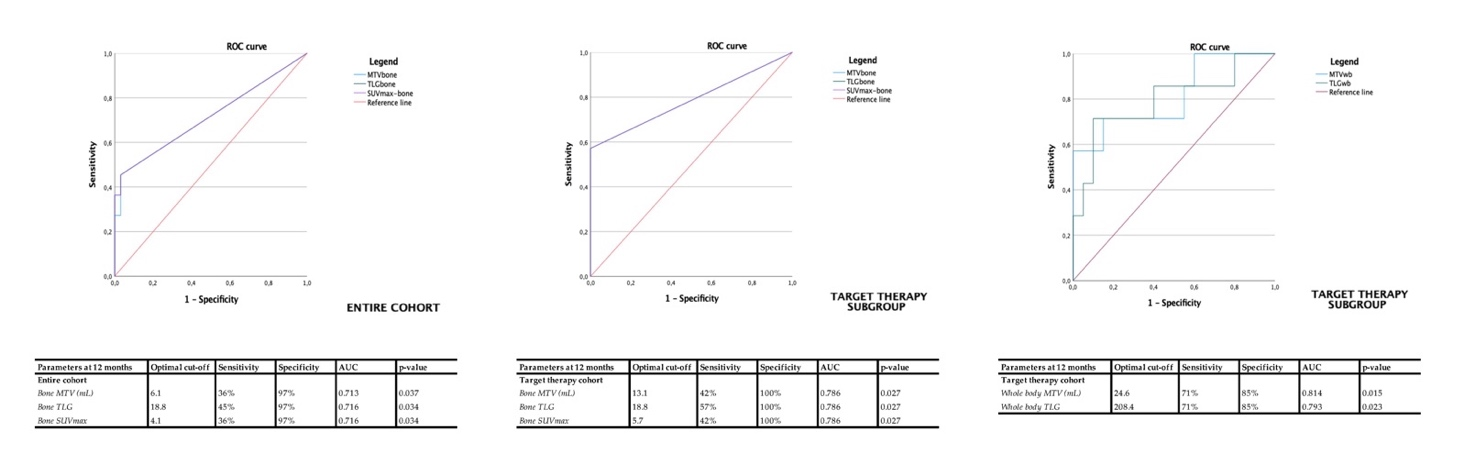 ROC curve
Legend
MTVbone
TLGbone
SUVmax-bone
Reference line
1,0
0,8
0,6
0,4
0,2
0,0
Sensitivity
0,0 0,2 0,4 0,6 0,8 1,0
1 - Specificity
ENTIRE COHORT
Parameters at 12 months Optimal cut-off Sensitivity Specificity AUC p-value
Entire cohort
Bone MTV (mL) 6.1 36% 97% 0.713 0.037
Bone TLG 18.8 45% 97% 0.716 0.034
Bone SUVmax 4.1 36% 97% 0.716 0.034
ROC curve
Legend
MTVbone
TLGbone
SUVmax-bone
Reference line
1,0
0,8
0,6
0,4
0,2
0,0
Sensitivity
0,0 0,2 0,4 0,6 0,8 1,0
1 - Specificity
TARGET THERAPY
SUBGROUP
Parameters at 12 months Optimal cut-off Sensitivity Specificity AUC p-value
Target therapy cohort
Bone MTV (mL) 13.1 42% 100% 0.786 0.027
Bone TLG 18.8 57% 100% 0.786 0.027
Bone SUVmax 5.7 42% 100% 0.786 0.027
ROC curve
Legend
MTVwb
TLGwb
Reference line
1,0
0,8
0,6
0,4
0,2
0,0
Sensitivity
0,0 0,2 0,4 0,6 0,8 1,0
1 - Specificity
TARGET THERAPY
SUBGROUP
Parameters at 12 months Optimal cut-off Sensitivity Specificity AUC p-value
Target therapy cohort
Whole body MTV (mL) 24.6 71% 85% 0.814 0.015
Whole body TLG 208.4 71% 85% 0.793 0.023